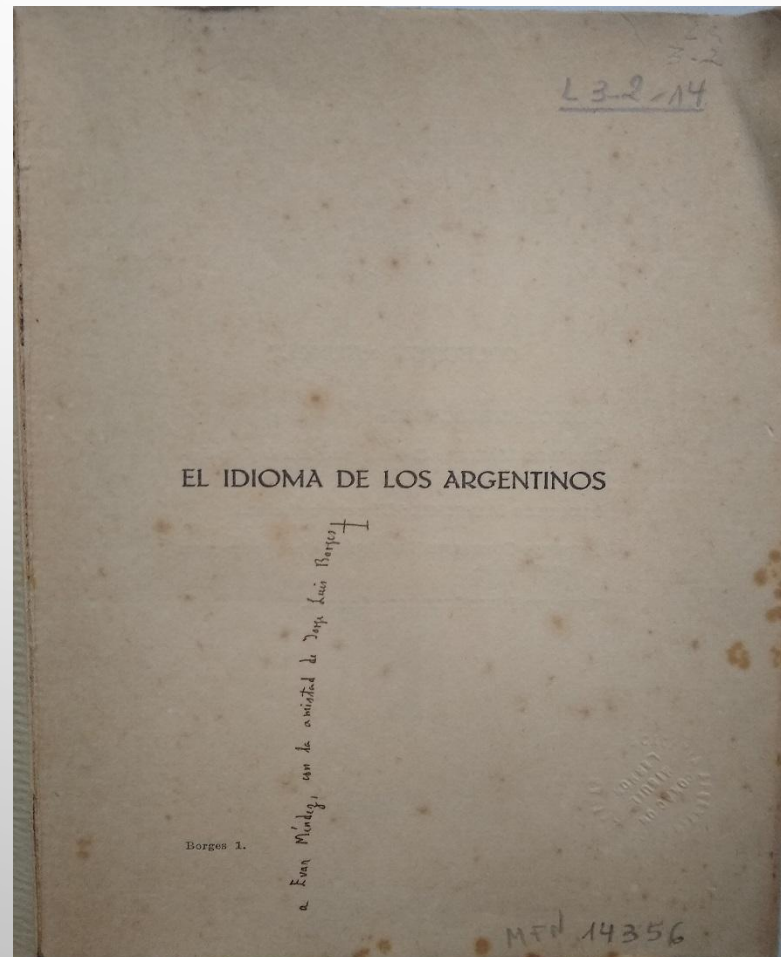 L 3-2-14
EL IDIOMA DE LOS ARGENTINOS
a Evar Méndez, con la amistad de Jorge Luis Borges
Borges 1.
MFN 14356